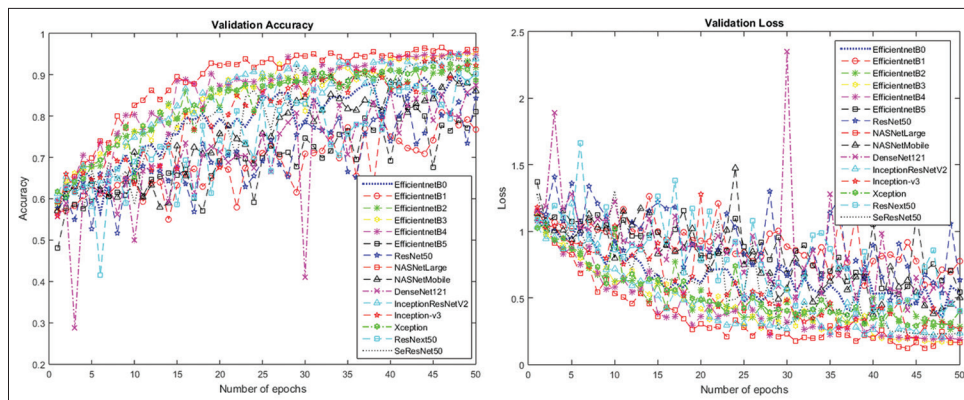 Validation Accuracy
1
0.9
0.8
0.7
0.6
0.5
0.4
0.3
0.2
Accuracy
0 5 10 15 20 25 30 35 40 45 50
Number of epochs
EfficientnetB0
EfficientnetB1
EfficientnetB2
EfficientnetB3
EfficientnetB4
EfficientnetB5
ResNet50
NASNetLarge
NASNetMobile
DenseNet121
InceptionResNetV2
Inception-v3
Xception
ResNext50
SeResNet50
Validation Loss
2.5
2
1.5
1
0.5
0
Loss
0 5 10 15 20 25 30 35 40 45 50
Number of epochs
EfficientnetB0
EfficientnetB1
EfficientnetB2
EfficientnetB3
EfficientnetB4
EfficientnetB5
ResNet50
NASNetLarge
NASNetMobile
DenseNet121
InceptionResNetV2
Inception-v3
Xception
ResNext50
SeResNet50